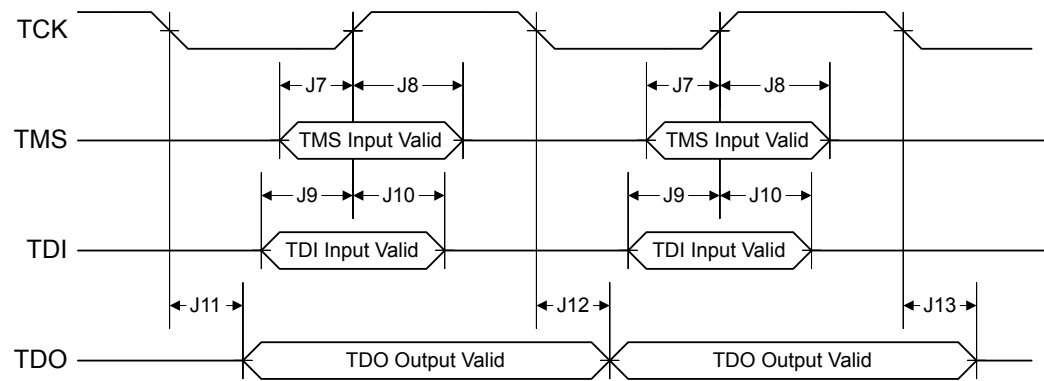 TCK
J7 J8 J7 J8
TMS TMS Input Valid TMS Input Valid
J9 J10 J9 J10
TDI TDI Input Valid TDI Input Valid
J11 J12 J13
TDO TDO Output Valid TDO Output Valid